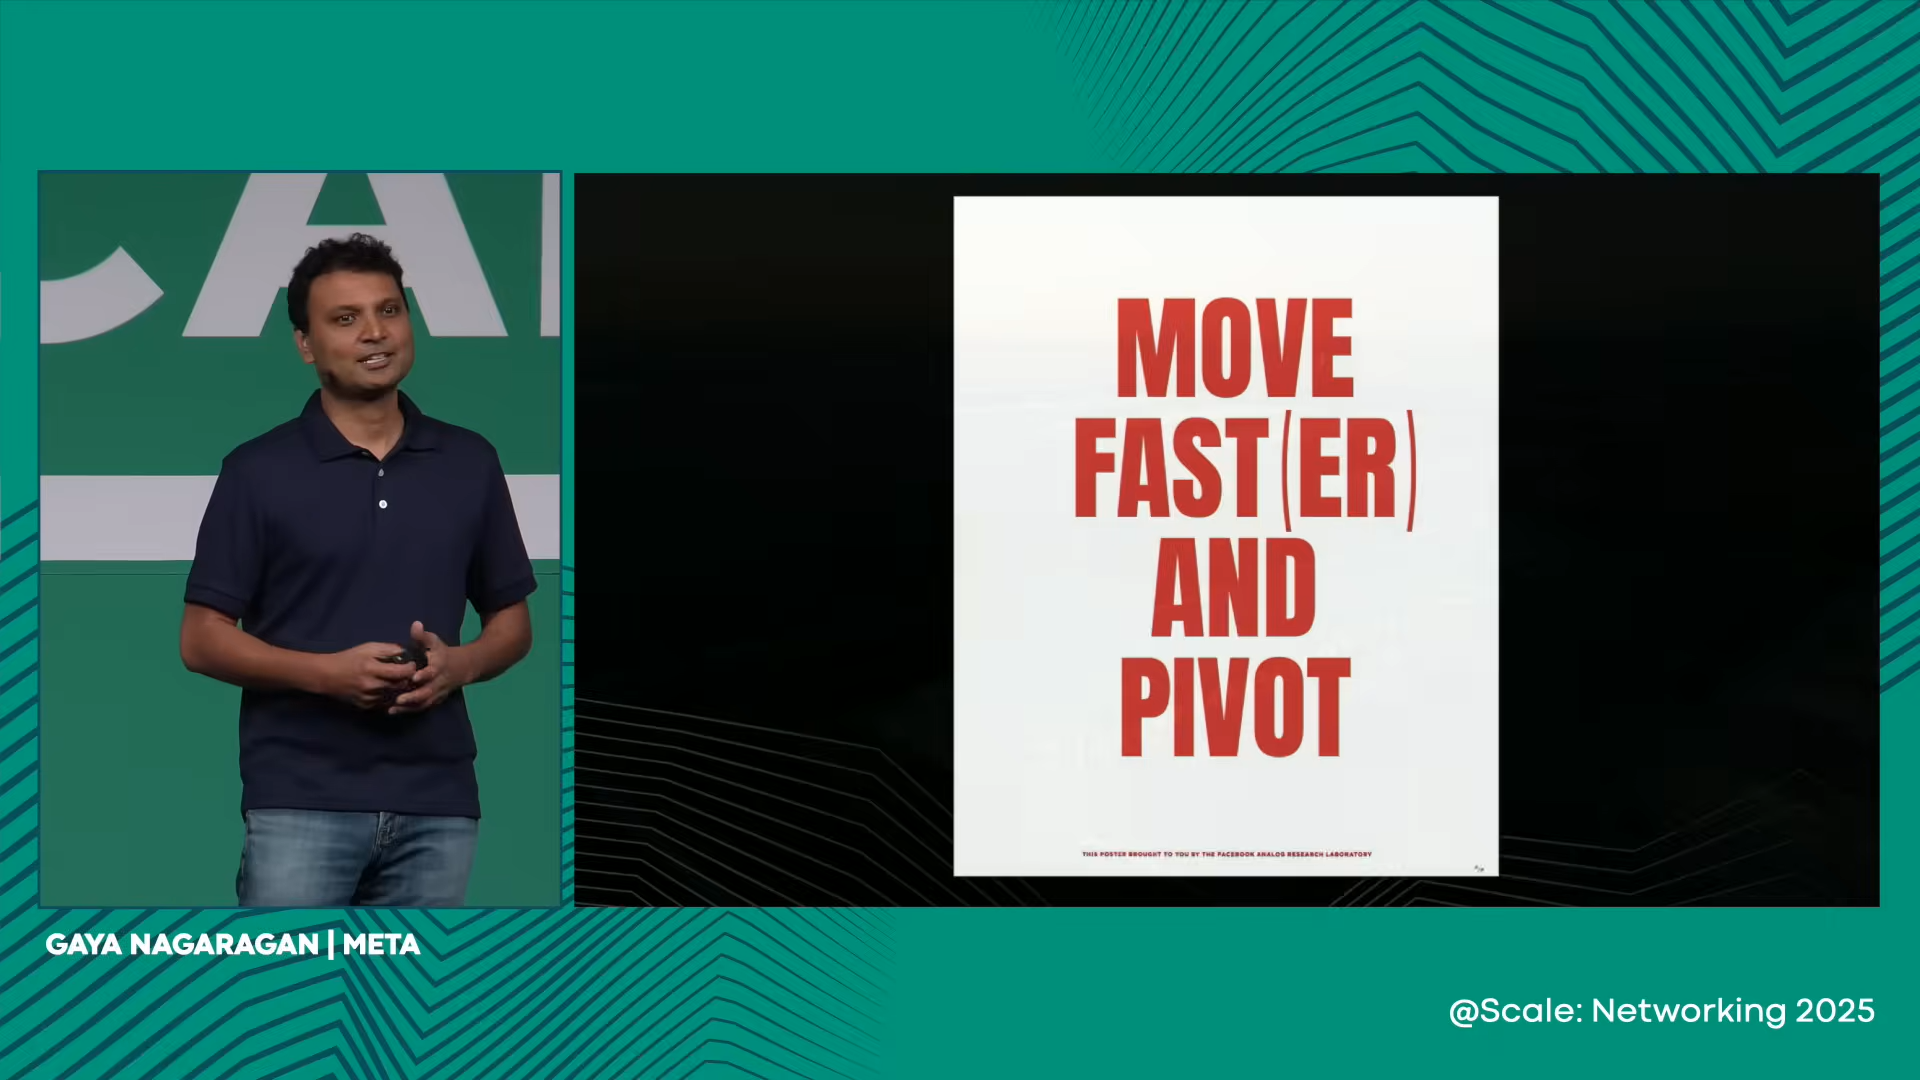 CA
MOVE
FAST(ER)
AND
PIVOT
THIS POSTER BROUGHT TO YOU BY THE FACEBOOK ANALOG RESEARCH LABORATORY
GAYA NAGARAGAN | META
@Scale: Networking 2025